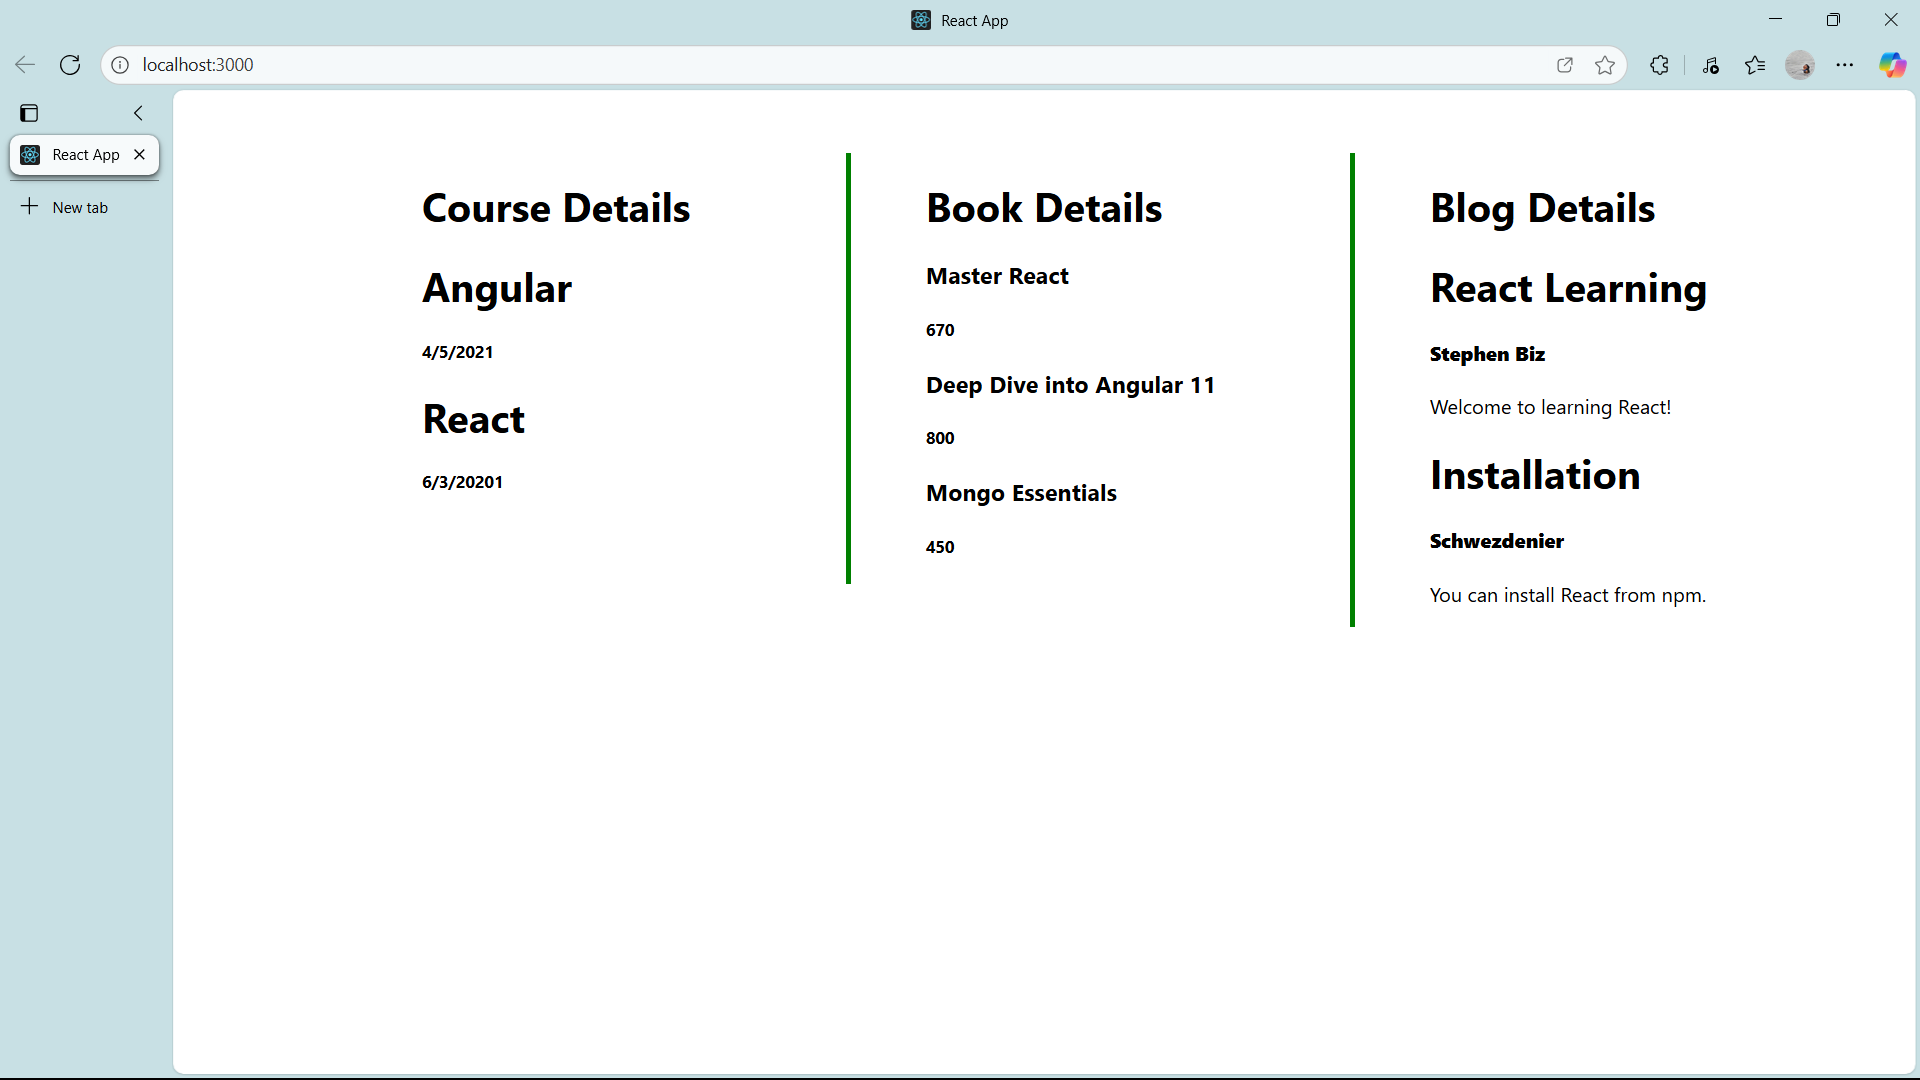 React App
localhost:3000
React App
New tab
Course Details
Angular
4/5/2021
React
6/3/20201
Book Details
Master React
670
Deep Dive into Angular 11
800
Mongo Essentials
450
Blog Details
React Learning
Stephen Biz
Welcome to learning React!
Installation
Schwezdenier
You can install React from npm.